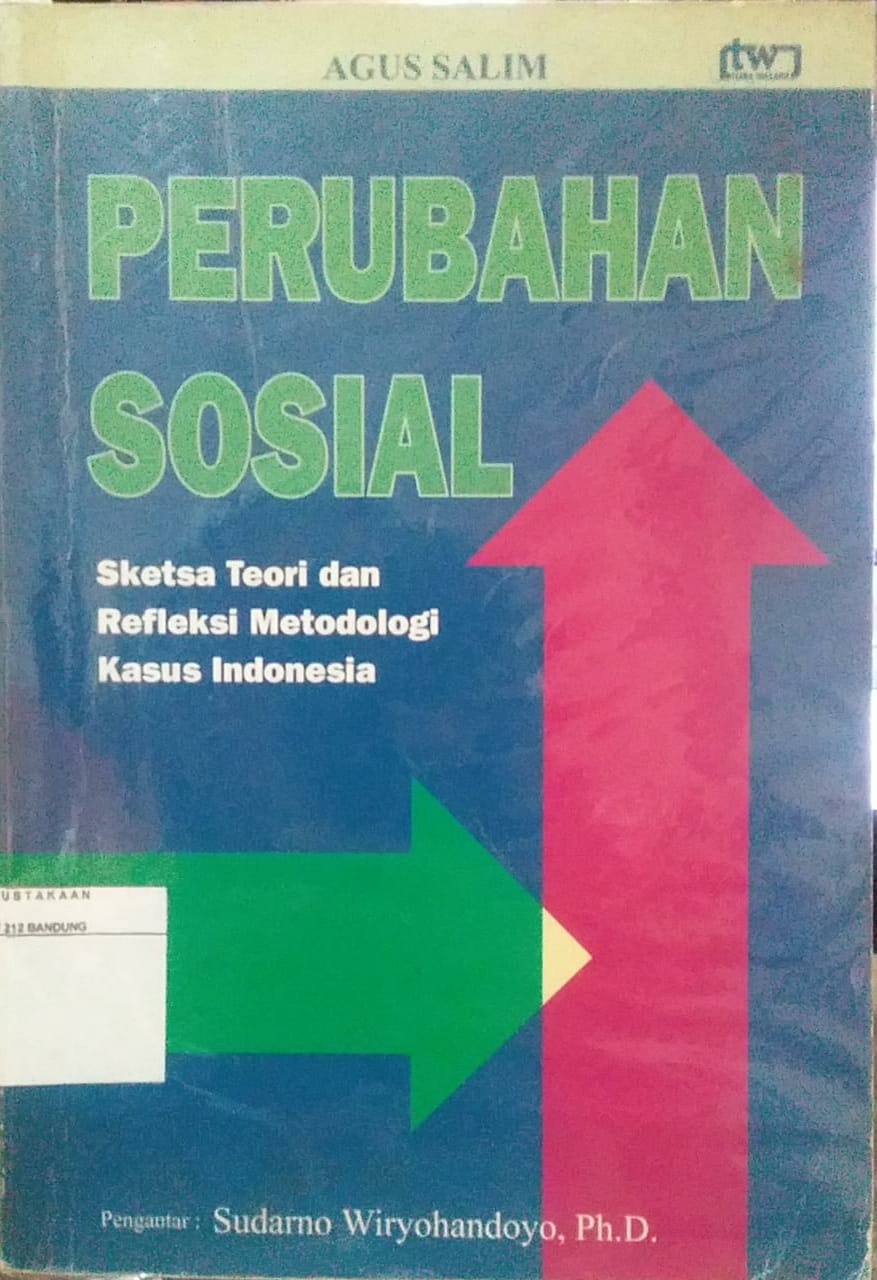 AGUS SALIM
tw
PERUBAHAN
SOSIAL
Sketsa Teori dan
Refleksi Metodologi
Kasus Indonesia
USTAKAAN
212 BANDUNG
Pengantar : Sudarno Wiryohandoyo, Ph.D.